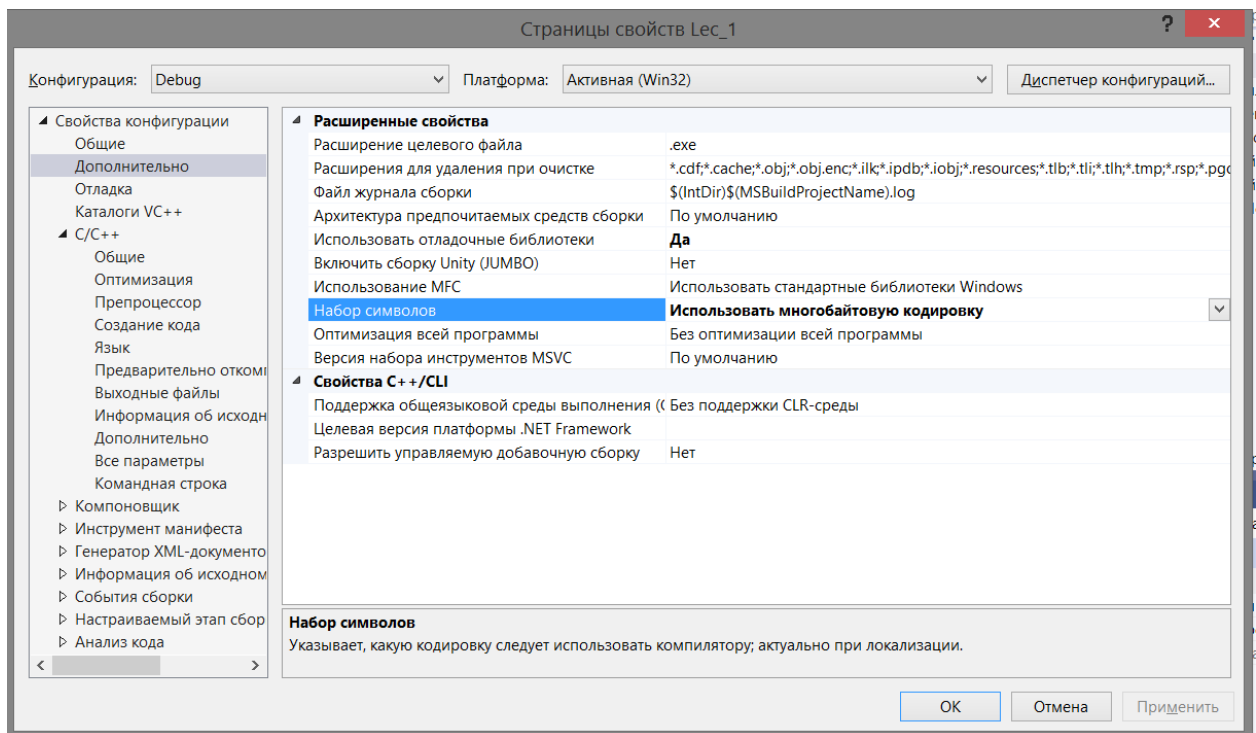 Страницы свойств Lec_1
?
Конфигурация: Debug Платформа: Активная (Win32) Диспетчер конфигураций...
Свойства конфигурации
Общие
Дополнительно
Отладка
Каталоги VC++
C/C++
Общие
Оптимизация
Препроцессор
Создание кода
Язык
Предварительно отком
Выходные файлы
Информация об исходн
Дополнительно
Все параметры
Командная строка
Компоновщик
Инструмент манифеста
Генератор XML-документо
Информация об исходном
События сборки
Настраиваемый этап сбор
Анализ кода
Расширенные свойства
Расширение целевого файла .exe
Расширения для удаления при очистке *.cdf;*.cache;*.obj;*.obj.enc;*.ilk;*.ipdb;*.iobj;*.resources;*.tlb;*.tli;*.tlh;*.tmp;*.rsp;*.pgc
Файл журнала сборки $(IntDir)$(MSBuildProjectName).log
Архитектура предпочитаемых средств сборки По умолчанию
Использовать отладочные библиотеки Да
Включить сборку Unity (JUMBO) Нет
Использование MFC Использовать стандартные библиотеки Windows
Набор символов Использовать многобайтовую кодировку
Оптимизация всей программы Без оптимизации всей программы
Версия набора инструментов MSVC По умолчанию
Свойства C++/CLI
Поддержка общеязыковой среды выполнения (C Без поддержки CLR-среды
Целевая версия платформы .NET Framework
Разрешить управляемую добавочную сборку Нет
Набор символов
Указывает, какую кодировку следует использовать компилятору; актуально при локализации.
OK Отмена Применить